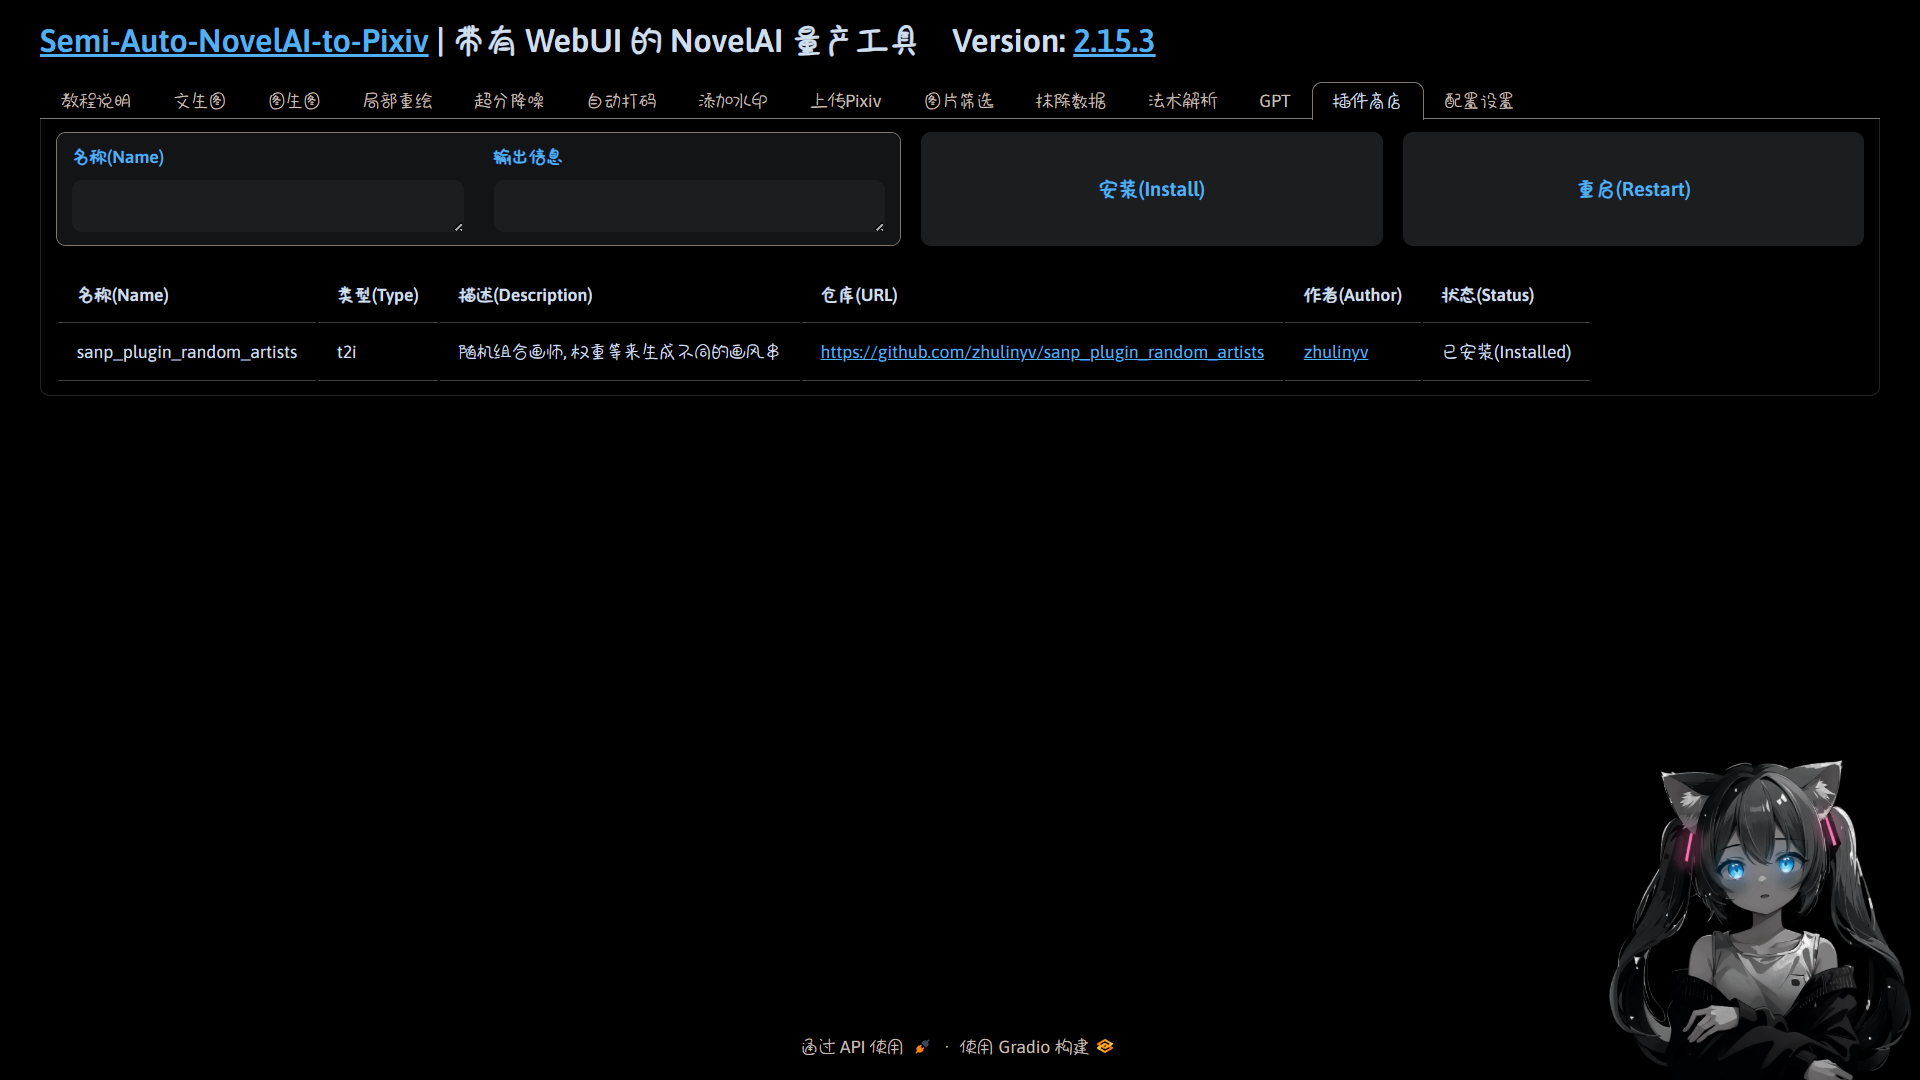 Semi-Auto-NovelAI-to-Pixiv | 带有 WebUI 的 NovelAI 量产工具 Version: 2.15.3
教程说明 文生图 图生图 局部重绘 超分降噪 自动打码 添加水印 上传Pixiv 图片筛选 抹除数据 法术解析 GPT 插件商店 配置设置
名称(Name) 输出信息 安装(Install) 重启(Restart)
名称(Name) 类型(Type) 描述(Description) 仓库(URL) 作者(Author) 状态(Status)
sanp_plugin_random_artists t2i 随机组合画师, 权重等来生成不同的画风串 https://github.com/zhulinyv/sanp_plugin_random_artists zhulinyv 已安装(Installed)
通过 API 使用 · 使用 Gradio 构建